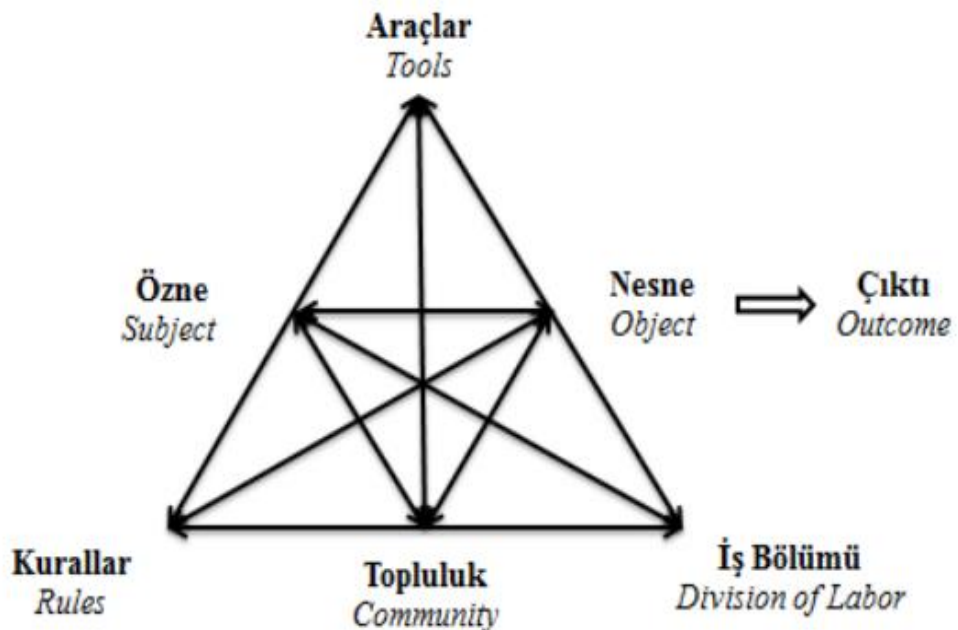 Araçlar
Tools
Özne
Subject
Nesne
Object
Çıktı
Outcome
Kurallar
Rules
Topluluk
Community
İş Bölümü
Division of Labor